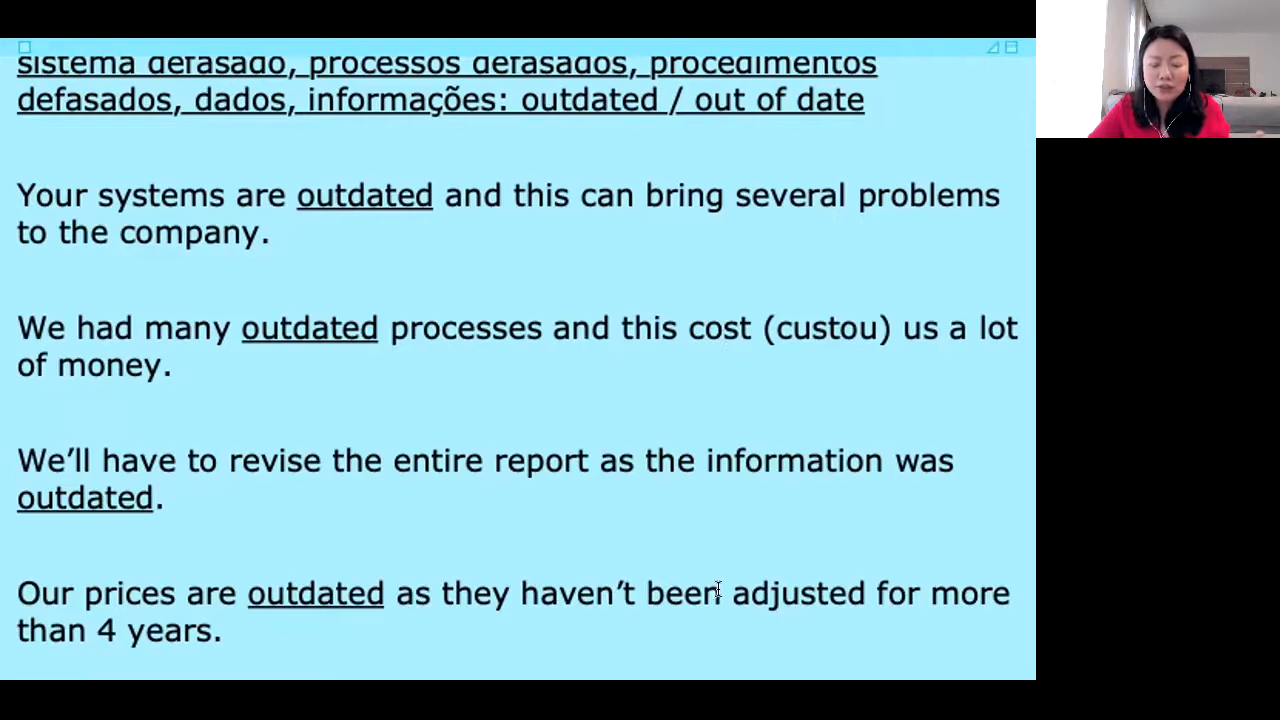 sistema defasado, processos defasados, procedimentos
defasados, dados, informações: outdated / out of date
Your systems are outdated and this can bring several problems
to the company.
We had many outdated processes and this cost (custou) us a lot
of money.
We’ll have to revise the entire report as the information was
outdated.
Our prices are outdated as they haven’t been adjusted for more
than 4 years.